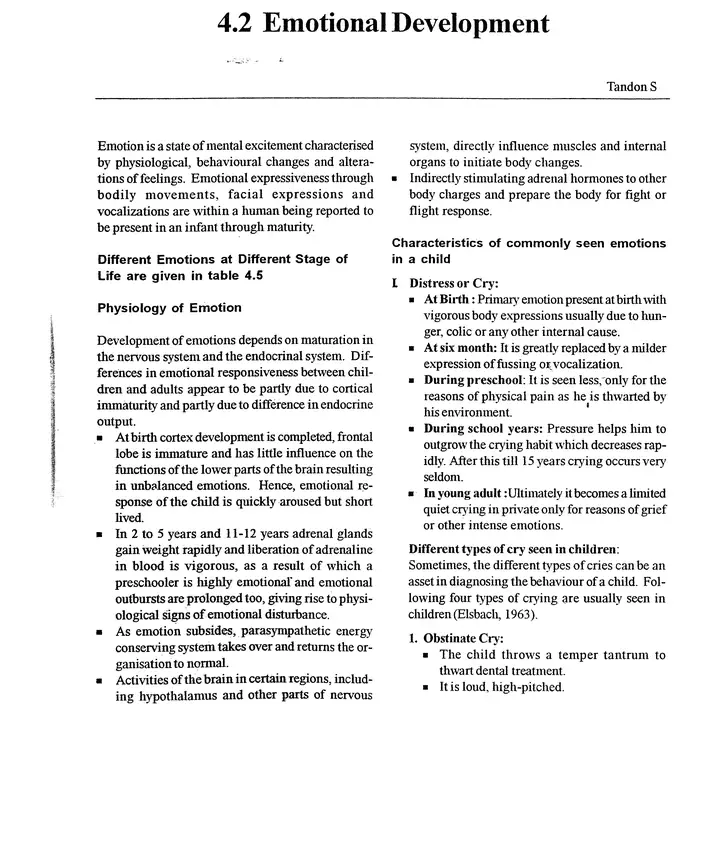 4.2 Emotional Development
Tandon S
Emotion is a state of mental excitement characterised
by physiological, behavioural changes and altera-
tions of feelings. Emotional expressiveness through
bodily movements, facial expressions and
vocalizations are within a human being reported to
be present in an infant through maturity.
Different Emotions at Different Stage of
Life are given in table 4.5
Physiology of Emotion
Development of emotions depends on maturation in
the nervous system and the endocrinal system. Dif-
ferences in emotional responsiveness between chil-
dren and adults appear to be partly due to cortical
immaturity and partly due to difference in endocrine
output.
▪ At birth cortex development is completed, frontal
lobe is immature and has little influence on the
functions of the lower parts of the brain resulting
in unbalanced emotions. Hence, emotional re-
sponse of the child is quickly aroused but short
lived.
▪ In 2 to 5 years and 11-12 years adrenal glands
gain weight rapidly and liberation of adrenaline
in blood is vigorous, as a result of which a
preschooler is highly emotional and emotional
outbursts are prolonged too, giving rise to physi-
ological signs of emotional disturbance.
▪ As emotion subsides, parasympathetic energy
conserving system takes over and returns the or-
ganisation to normal.
▪ Activities of the brain in certain regions, includ-
ing hypothalamus and other parts of nervous
system, directly influence muscles and internal
organs to initiate body changes.
▪ Indirectly stimulating adrenal hormones to other
body charges and prepare the body for fight or
flight response.
Characteristics of commonly seen emotions
in a child
I. Distress or Cry:
▪ At Birth : Primary emotion present at birth with
vigorous body expressions usually due to hun-
ger, colic or any other internal cause.
▪ At six month: It is greatly replaced by a milder
expression of fussing or vocalization.
▪ During preschool: It is seen less, only for the
reasons of physical pain as he is thwarted by
his environment.
▪ During school years: Pressure helps him to
outgrow the crying habit which decreases rap-
idly. After this till 15 years crying occurs very
seldom.
▪ In young adult :Ultimately it becomes a limited
quiet crying in private only for reasons of grief
or other intense emotions.
Different types of cry seen in children:
Sometimes, the different types of cries can be an
asset in diagnosing the behaviour of a child. Fol-
lowing four types of crying are usually seen in
children (Elsbach, 1963).
1. Obstinate Cry:
▪ The child throws a temper tantrum to
thwart dental treatment.
▪ It is loud, high-pitched.